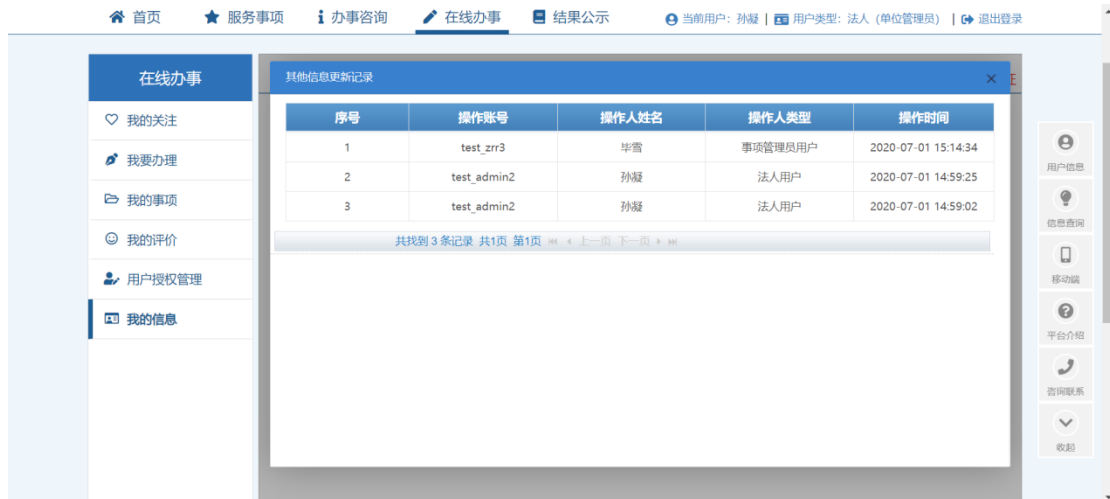 首页 服务事项 办事咨询 在线办事 结果公示 当前用户：孙凝 | 用户类型：法人（单位管理员） | 退出登录
在线办事
我的关注
我要办理
我的事项
我的评价
用户授权管理
我的信息
其他信息更新记录 ×
序号 操作账号 操作人姓名 操作人类型 操作时间
1 test_zrr3 毕雪 事项管理员用户 2020-07-01 15:14:34
2 test_admin2 孙凝 法人用户 2020-07-01 14:59:25
3 test_admin2 孙凝 法人用户 2020-07-01 14:59:02
共找到 3 条记录 共1页 第1页 上一页 下一页
用户信息
信息查询
移动端
平台介绍
咨询联系
收起